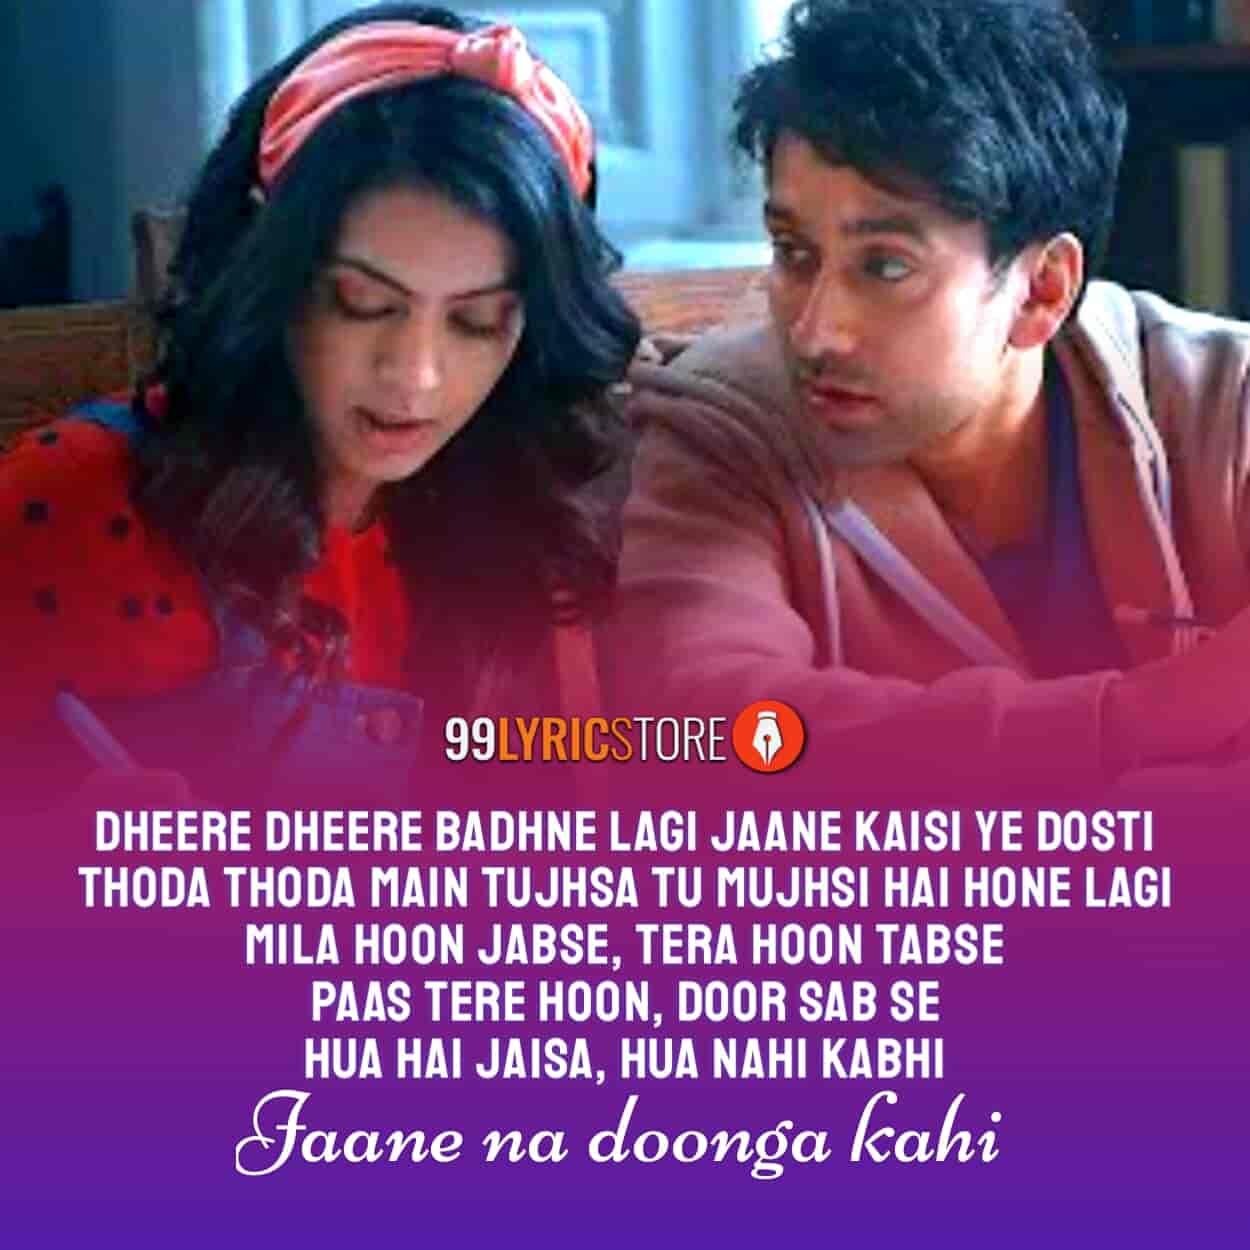 99LYRICSTORE
DHEERE DHEERE BADHNE LAGI JAANE KAISI YE DOSTI
THODA THODA MAIN TUJHSA TU MUJHSI HAI HONE LAGI
MILA HOON JABSE, TERA HOON TABSE
PAAS TERE HOON, DOOR SAB SE
HUA HAI JAISA, HUA NAHI KABHI
Jaane na doonga kahi